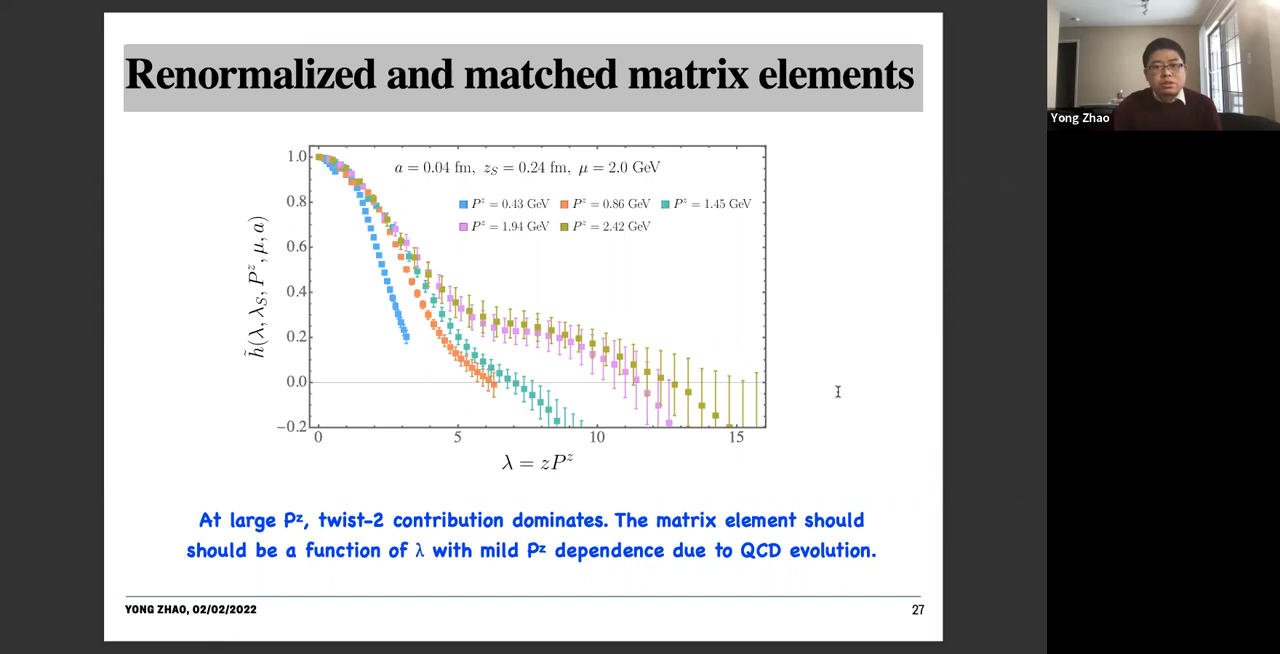 Renormalized and matched matrix elements
Yong Zhao
a = 0.04 fm, z_S = 0.24 fm, μ = 2.0 GeV
P^z = 0.43 GeV P^z = 0.86 GeV P^z = 1.45 GeV
P^z = 1.94 GeV P^z = 2.42 GeV
h̃(λ, λ_S, P^z, μ, a)
1.0
0.8
0.6
0.4
0.2
0.0
−0.2
0 5 10 15
λ = zP^z
At large Pᶻ, twist-2 contribution dominates. The matrix element should
should be a function of λ with mild Pᶻ dependence due to QCD evolution.
YONG ZHAO, 02/02/2022
27